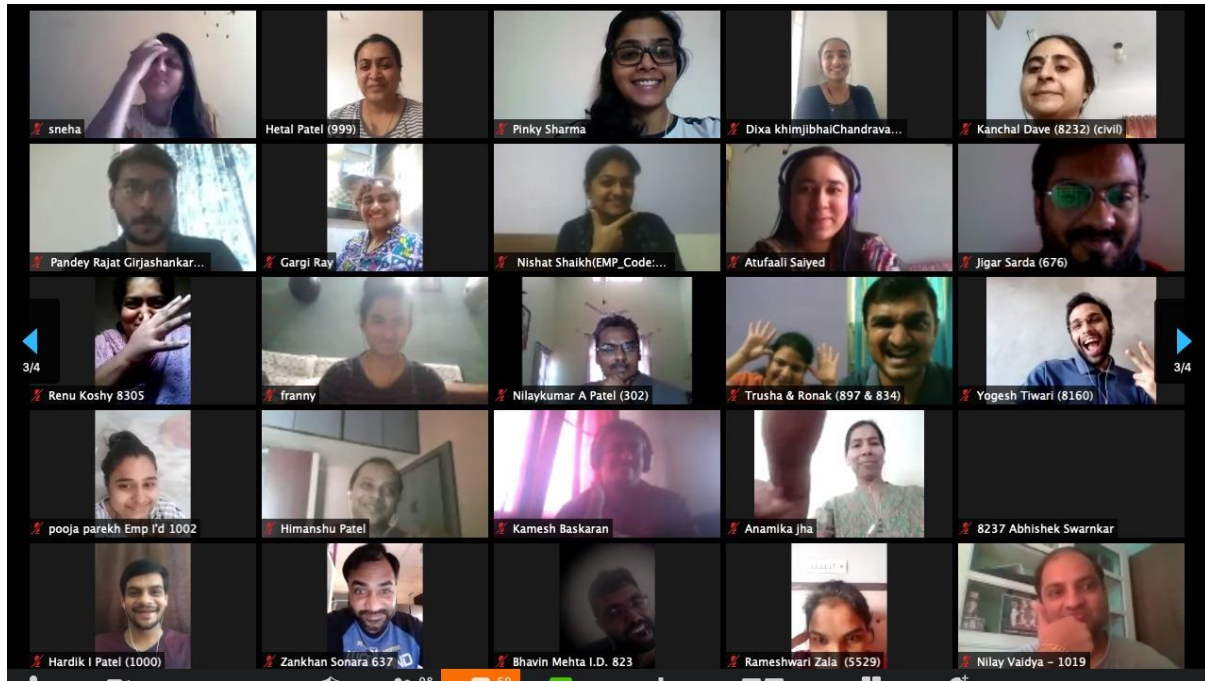 sneha
Hetal Patel (999)
Pinky Sharma
Dixa khimjibhaiChandrava...
Kanchal Dave (8232) (civil)
Pandey Rajat Girjashankar...
Gargi Ray
Nishat Shaikh(EMP_Code:...
Atufaali Saiyed
Jigar Sarda (676)
3/4
3/4
Renu Koshy 8305
franny
Nilaykumar A Patel (302)
Trusha & Ronak (897 & 834)
Yogesh Tiwari (8160)
pooja parekh Emp I'd 1002
Himanshu Patel
Kamesh Baskaran
Anamika jha
8237 Abhishek Swarnkar
Hardik I Patel (1000)
Zankhan Sonara 637
Bhavin Mehta I.D. 823
Rameshwari Zala (5529)
Nilay Vaidya - 1019